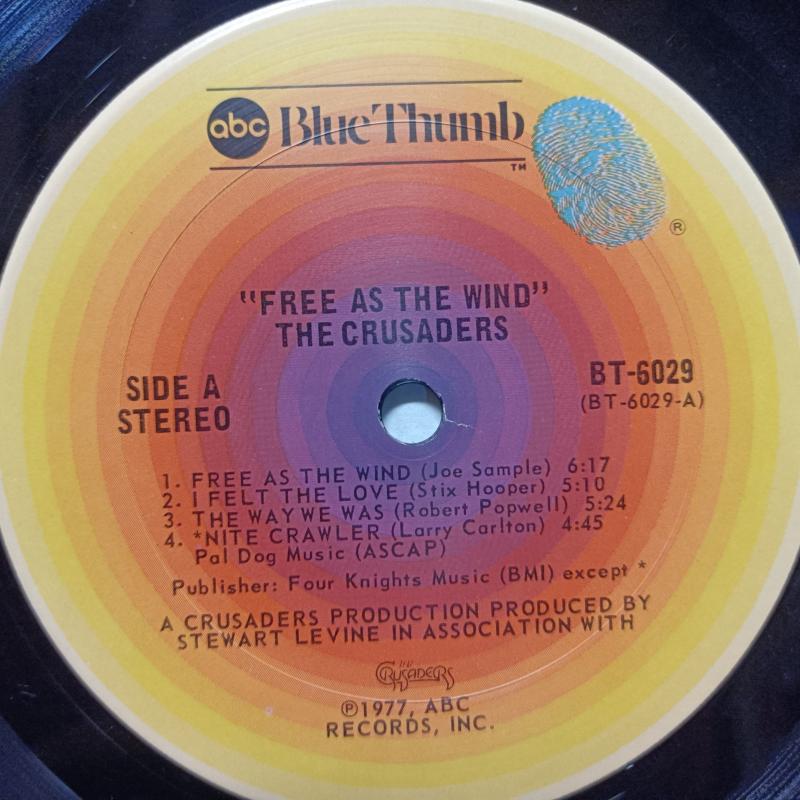 abc Blue Thumb
TM
®
"FREE AS THE WIND"
THE CRUSADERS
SIDE A
STEREO
BT-6029
(BT-6029-A)
1. FREE AS THE WIND (Joe Sample) 6:17
2. I FELT THE LOVE (Stix Hooper) 5:10
3. THE WAY WE WAS (Robert Popwell) 5:24
4. *NITE CRAWLER (Larry Carlton) 4:45
Pal Dog Music (ASCAP)
Publisher: Four Knights Music (BMI) except *
A CRUSADERS PRODUCTION PRODUCED BY
STEWART LEVINE IN ASSOCIATION WITH
THE
CRUSADERS
℗1977, ABC
RECORDS, INC.